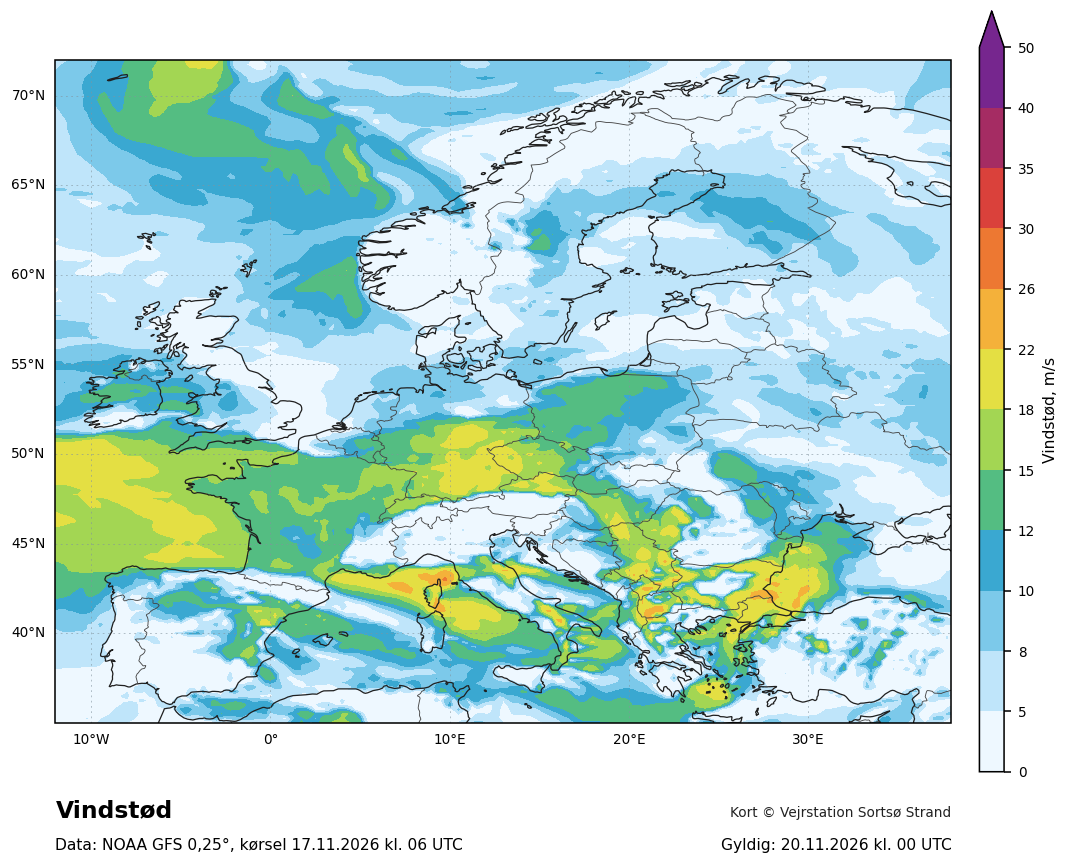 50
40
35
30
26
22
18
15
12
10
8
5
0
Vindstød, m/s
70°N
65°N
60°N
55°N
50°N
45°N
40°N
10°W
0°
10°E
20°E
30°E
Vindstød
Kort © Vejrstation Sortsø Strand
Data: NOAA GFS 0,25°, kørsel 17.11.2026 kl. 06 UTC
Gyldig: 20.11.2026 kl. 00 UTC